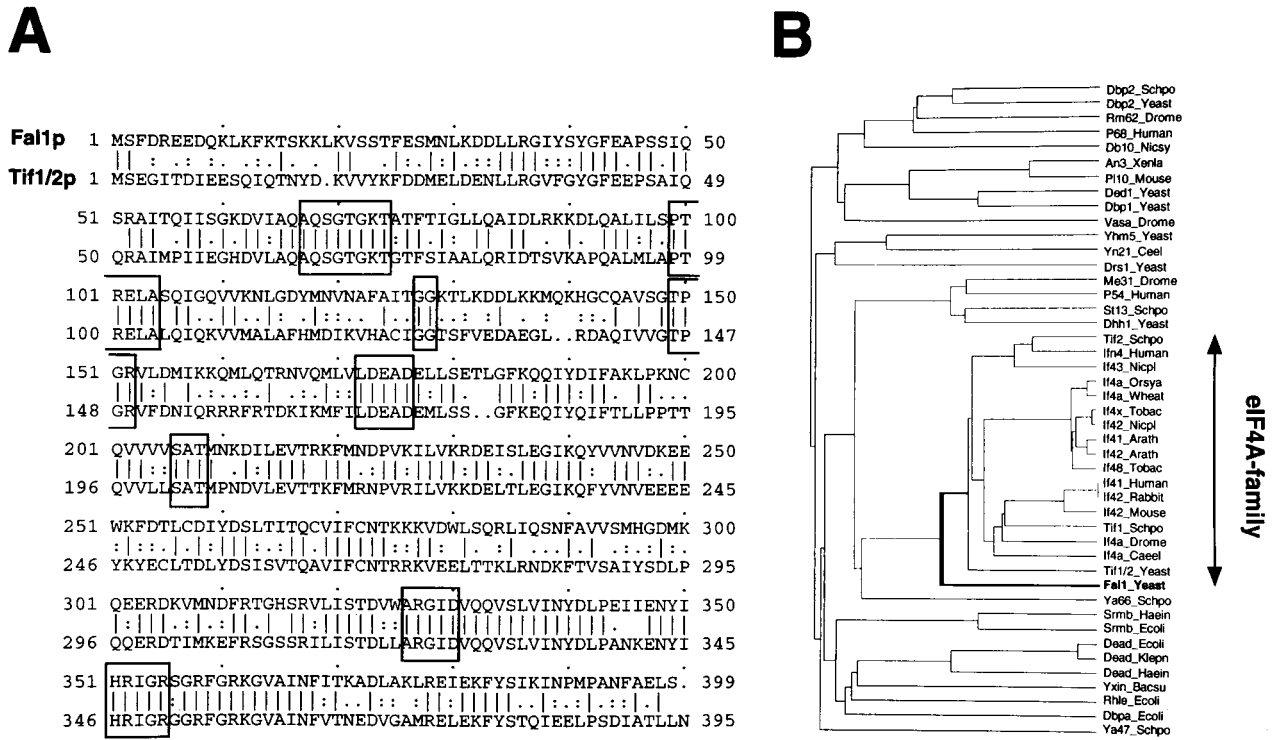 A
Fal1p 1 MSFDREEDQKLKFKTSKKLKVSSTFESMNLKDDLLRGIYSYGFEAPSSIQ 50
Tif1/2p 1 MSEGITDIEESQIQTNYD.KVVYKFDDMELDENLLRGVFGYGFEEPSAIQ 49
51 SRAITQIISGKDVIAQAQSGTGKTATFTIGLLQAIDLRKKDLQALILSPT 100
50 QRAIMPIIEGHDVLAQAQSGTGKTGTFSIAALQRIDTSVKAPQALMLAPT 99
101 RELASQIGQVVKNLGDYMNVNAFAITGGKTLKDDLKKMQKHGCQAVSGTP 150
100 RELALQIQKVVMALAFHMDIKVHACIGGTSFVEDAEGL..RDAQIVVGTP 147
151 GRVLDMIKKQMLQTRNVQMLVLDEADELLSETLGFKQQIYDIFAKLPKNC 200
148 GRVFDNIQRRRFRTDKIKMFILDEADEMLSS..GFKEQIYQIFTLLPPTT 195
201 QVVVVSATMNKDILEVTRKFMNDPVKILVKRDEISLEGIKQYVVNVDKEE 250
196 QVVLLSATMPNDVLEVTTKFMRNPVRILVKKDELTLEGIKQFYVNVEEEE 245
251 WKFDTLCDIYDSLTITQCVIFCNTKKKVDWLSQRLIQSNFAVVSMHGDMK 300
246 YKYECLTDLYDSISVTQAVIFCNTRRKVEELTTKLRNDKFTVSAIYSDLP 295
301 QEERDKVMNDFRTGHSRVLISTDVWARGIDVQQVSLVINYDLPEIIENYI 350
296 QQERDTIMKEFRSGSSRILISTDLLARGIDVQQVSLVINYDLPANKENYI 345
351 HRIGRSGRFGRKGVAINFITKADLAKLREIEKFYSIKINPMPANFAELS. 399
346 HRIGRGGRFGRKGVAINFVTNEDVGAMRELEKFYSTQIEELPSDIATLLN 395
B
Dbp2_Schpo
Dbp2_Yeast
Rm62_Drome
P68_Human
Db10_Nicsy
An3_Xenla
Pl10_Mouse
Ded1_Yeast
Dbp1_Yeast
Vasa_Drome
Yhm5_Yeast
Yn21_Ceel
Drs1_Yeast
Me31_Drome
P54_Human
St13_Schpo
Dhh1_Yeast
Tif2_Schpo
Ifn4_Human
If43_Nicpl
If4a_Orsya
If4a_Wheat
If4x_Tobac
If42_Nicpl
If41_Arath
If42_Arath
If48_Tobac
If41_Human
If42_Rabbit
If42_Mouse
Tif1_Schpo
If4a_Drome
If4a_Caeel
Tif1/2_Yeast
Fal1_Yeast
Ya66_Schpo
Srmb_Haein
Srmb_Ecoli
Dead_Ecoli
Dead_Klepn
Dead_Haein
Yxin_Bacsu
Rhle_Ecoli
Dbpa_Ecoli
Ya47_Schpo
eIF4A-family